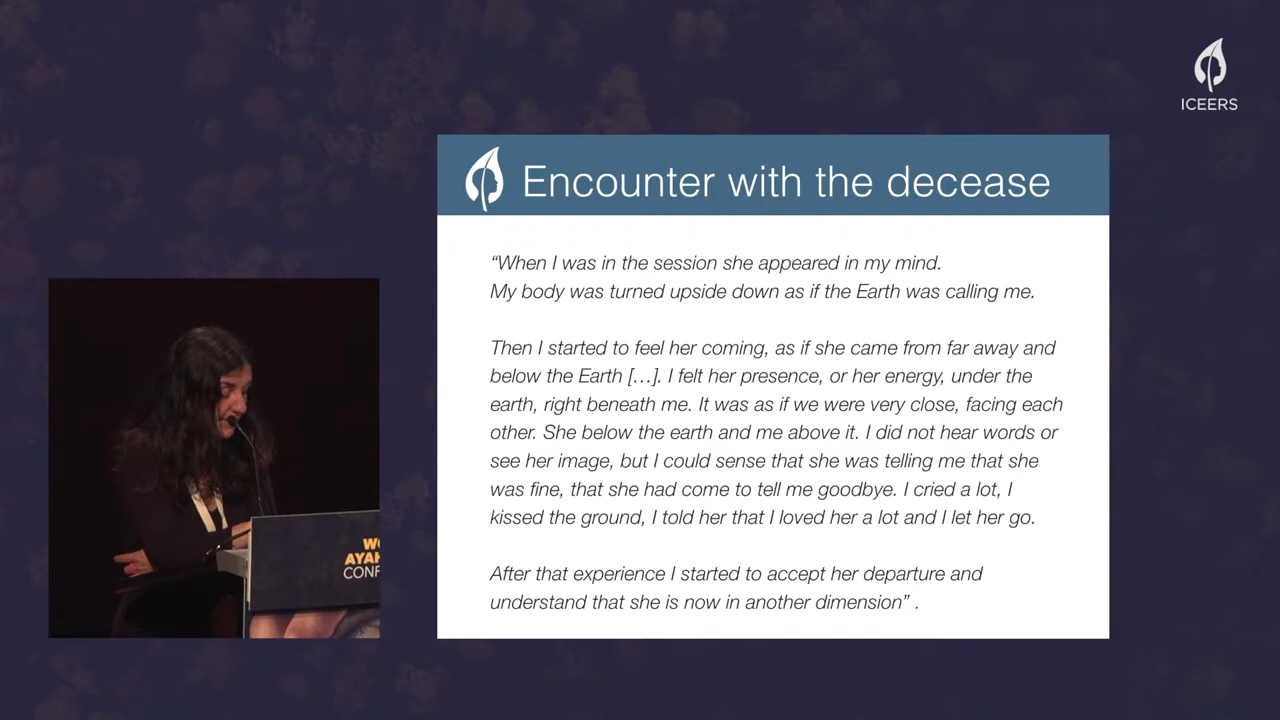 ICEERS
Encounter with the decease
“When I was in the session she appeared in my mind.
My body was turned upside down as if the Earth was calling me.
Then I started to feel her coming, as if she came from far away and
below the Earth […]. I felt her presence, or her energy, under the
earth, right beneath me. It was as if we were very close, facing each
other. She below the earth and me above it. I did not hear words or
see her image, but I could sense that she was telling me that she
was fine, that she had come to tell me goodbye. I cried a lot, I
kissed the ground, I told her that I loved her a lot and I let her go.
After that experience I started to accept her departure and
understand that she is now in another dimension” .
WO
AYAH
CONF